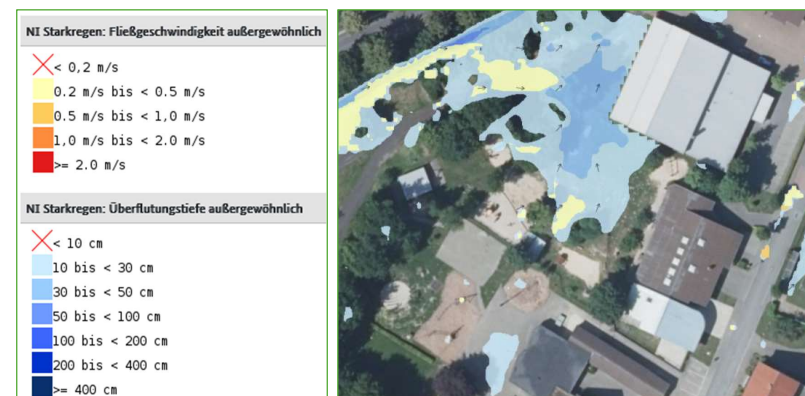 NI Starkregen: Fließgeschwindigkeit außergewöhnlich
< 0,2 m/s
0.2 m/s bis < 0.5 m/s
0.5 m/s bis < 1,0 m/s
1,0 m/s bis < 2.0 m/s
>= 2.0 m/s
NI Starkregen: Überflutungstiefe außergewöhnlich
< 10 cm
10 bis < 30 cm
30 bis < 50 cm
50 bis < 100 cm
100 bis < 200 cm
200 bis < 400 cm
>= 400 cm